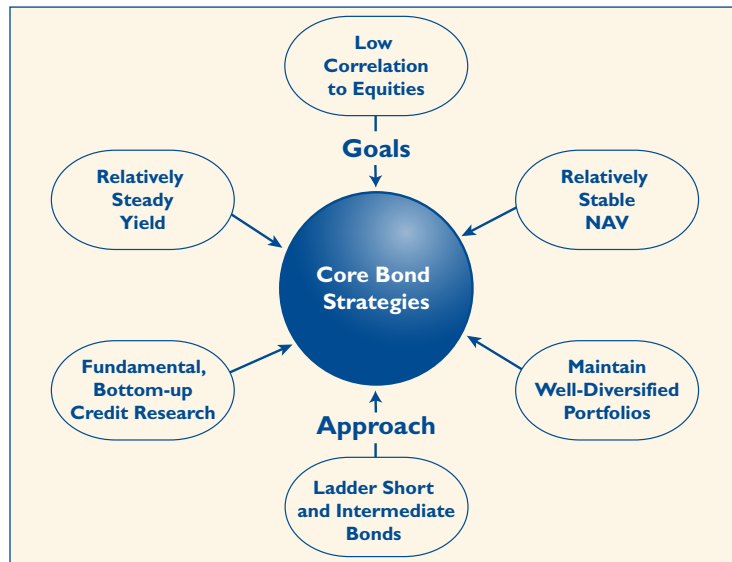 Low
Correlation
to Equities
Goals
Relatively
Steady
Yield
Relatively
Stable
NAV
Core Bond
Strategies
Fundamental,
Bottom-up
Credit Research
Maintain
Well-Diversified
Portfolios
Approach
Ladder Short
and Intermediate
Bonds